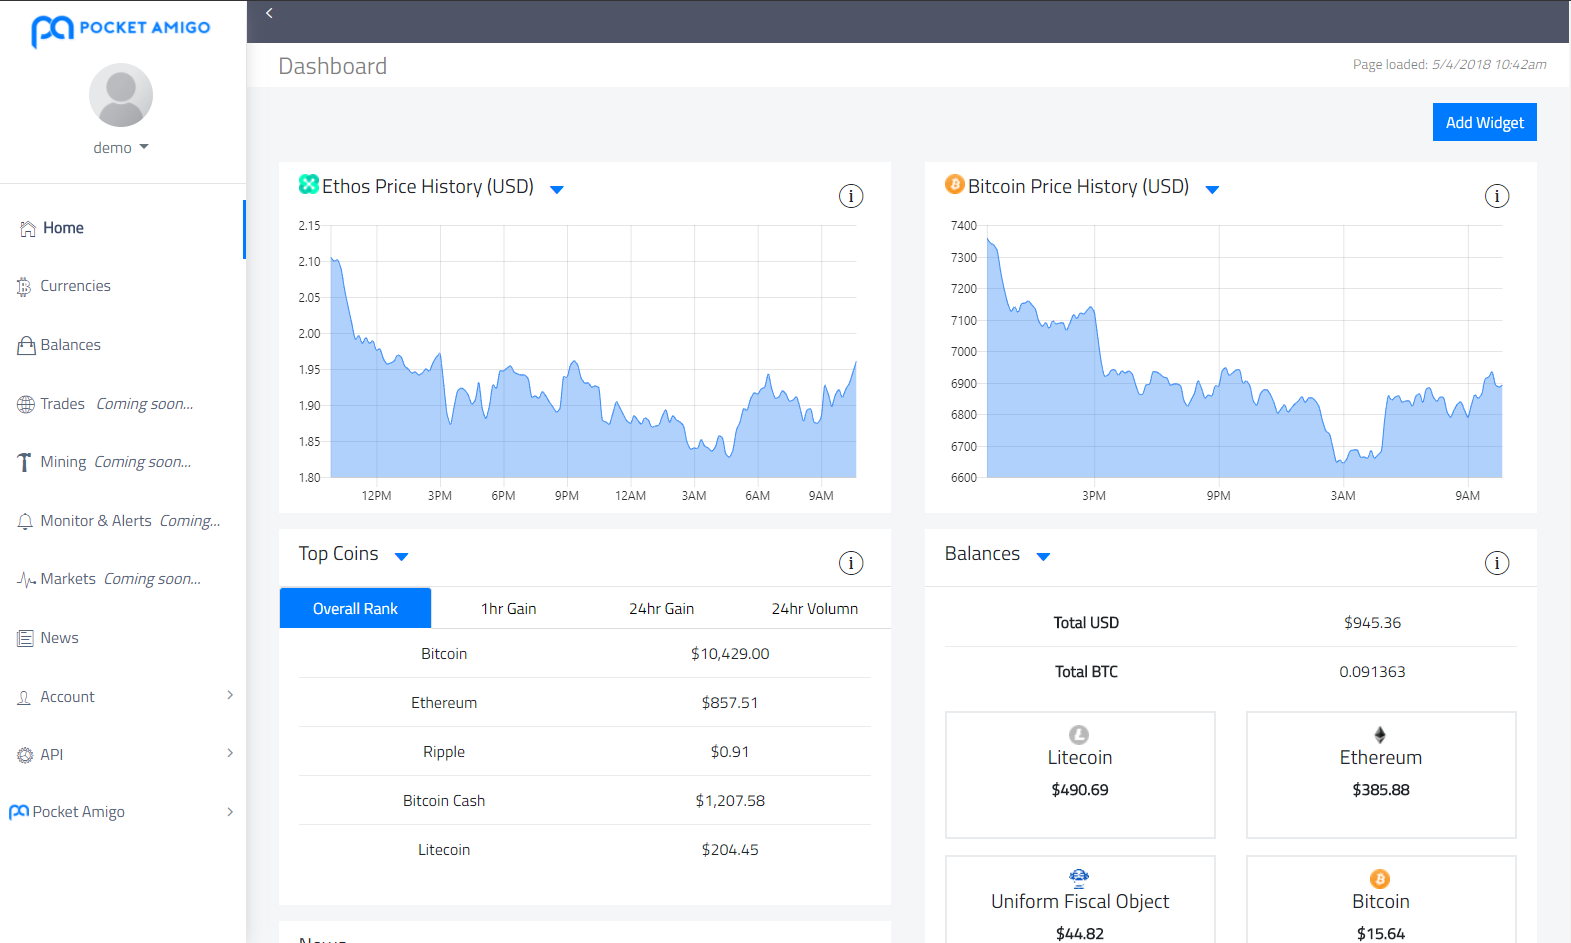 POCKET AMIGO
demo
Home
Currencies
Balances
Trades Coming soon...
Mining Coming soon...
Monitor & Alerts Coming...
Markets Coming soon...
News
Account
API
Pocket Amigo
Dashboard
Page loaded: 5/4/2018 10:42am
Add Widget
Ethos Price History (USD)
2.15
2.10
2.05
2.00
1.95
1.90
1.85
1.80
12PM 3PM 6PM 9PM 12AM 3AM 6AM 9AM
Bitcoin Price History (USD)
7400
7300
7200
7100
7000
6900
6800
6700
6600
3PM 9PM 3AM 9AM
Top Coins
Overall Rank 1hr Gain 24hr Gain 24hr Volumn
Bitcoin $10,429.00
Ethereum $857.51
Ripple $0.91
Bitcoin Cash $1,207.58
Litecoin $204.45
Balances
Total USD $945.36
Total BTC 0.091363
Litecoin
$490.69
Ethereum
$385.88
Uniform Fiscal Object
$44.82
Bitcoin
$15.64
News